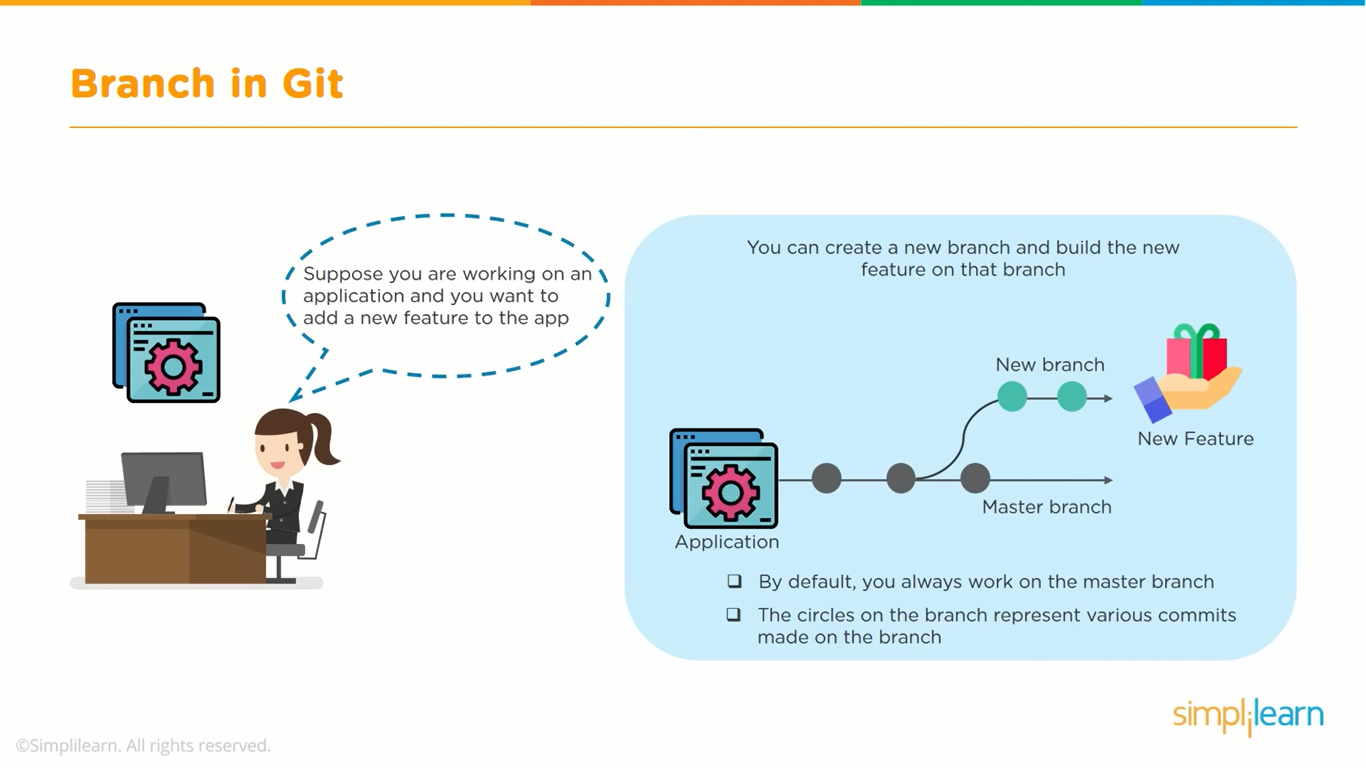 Branch in Git
Suppose you are working on an
application and you want to
add a new feature to the app
You can create a new branch and build the new
feature on that branch
New branch
New Feature
Master branch
Application
❑ By default, you always work on the master branch
❑ The circles on the branch represent various commits
made on the branch
simplilearn
©Simplilearn. All rights reserved.